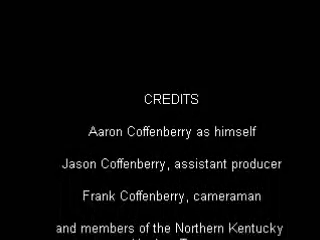 CREDITS
Aaron Coffenberry as himself
Jason Coffenberry, assistant producer
Frank Coffenberry, cameraman
and members of the Northern Kentucky